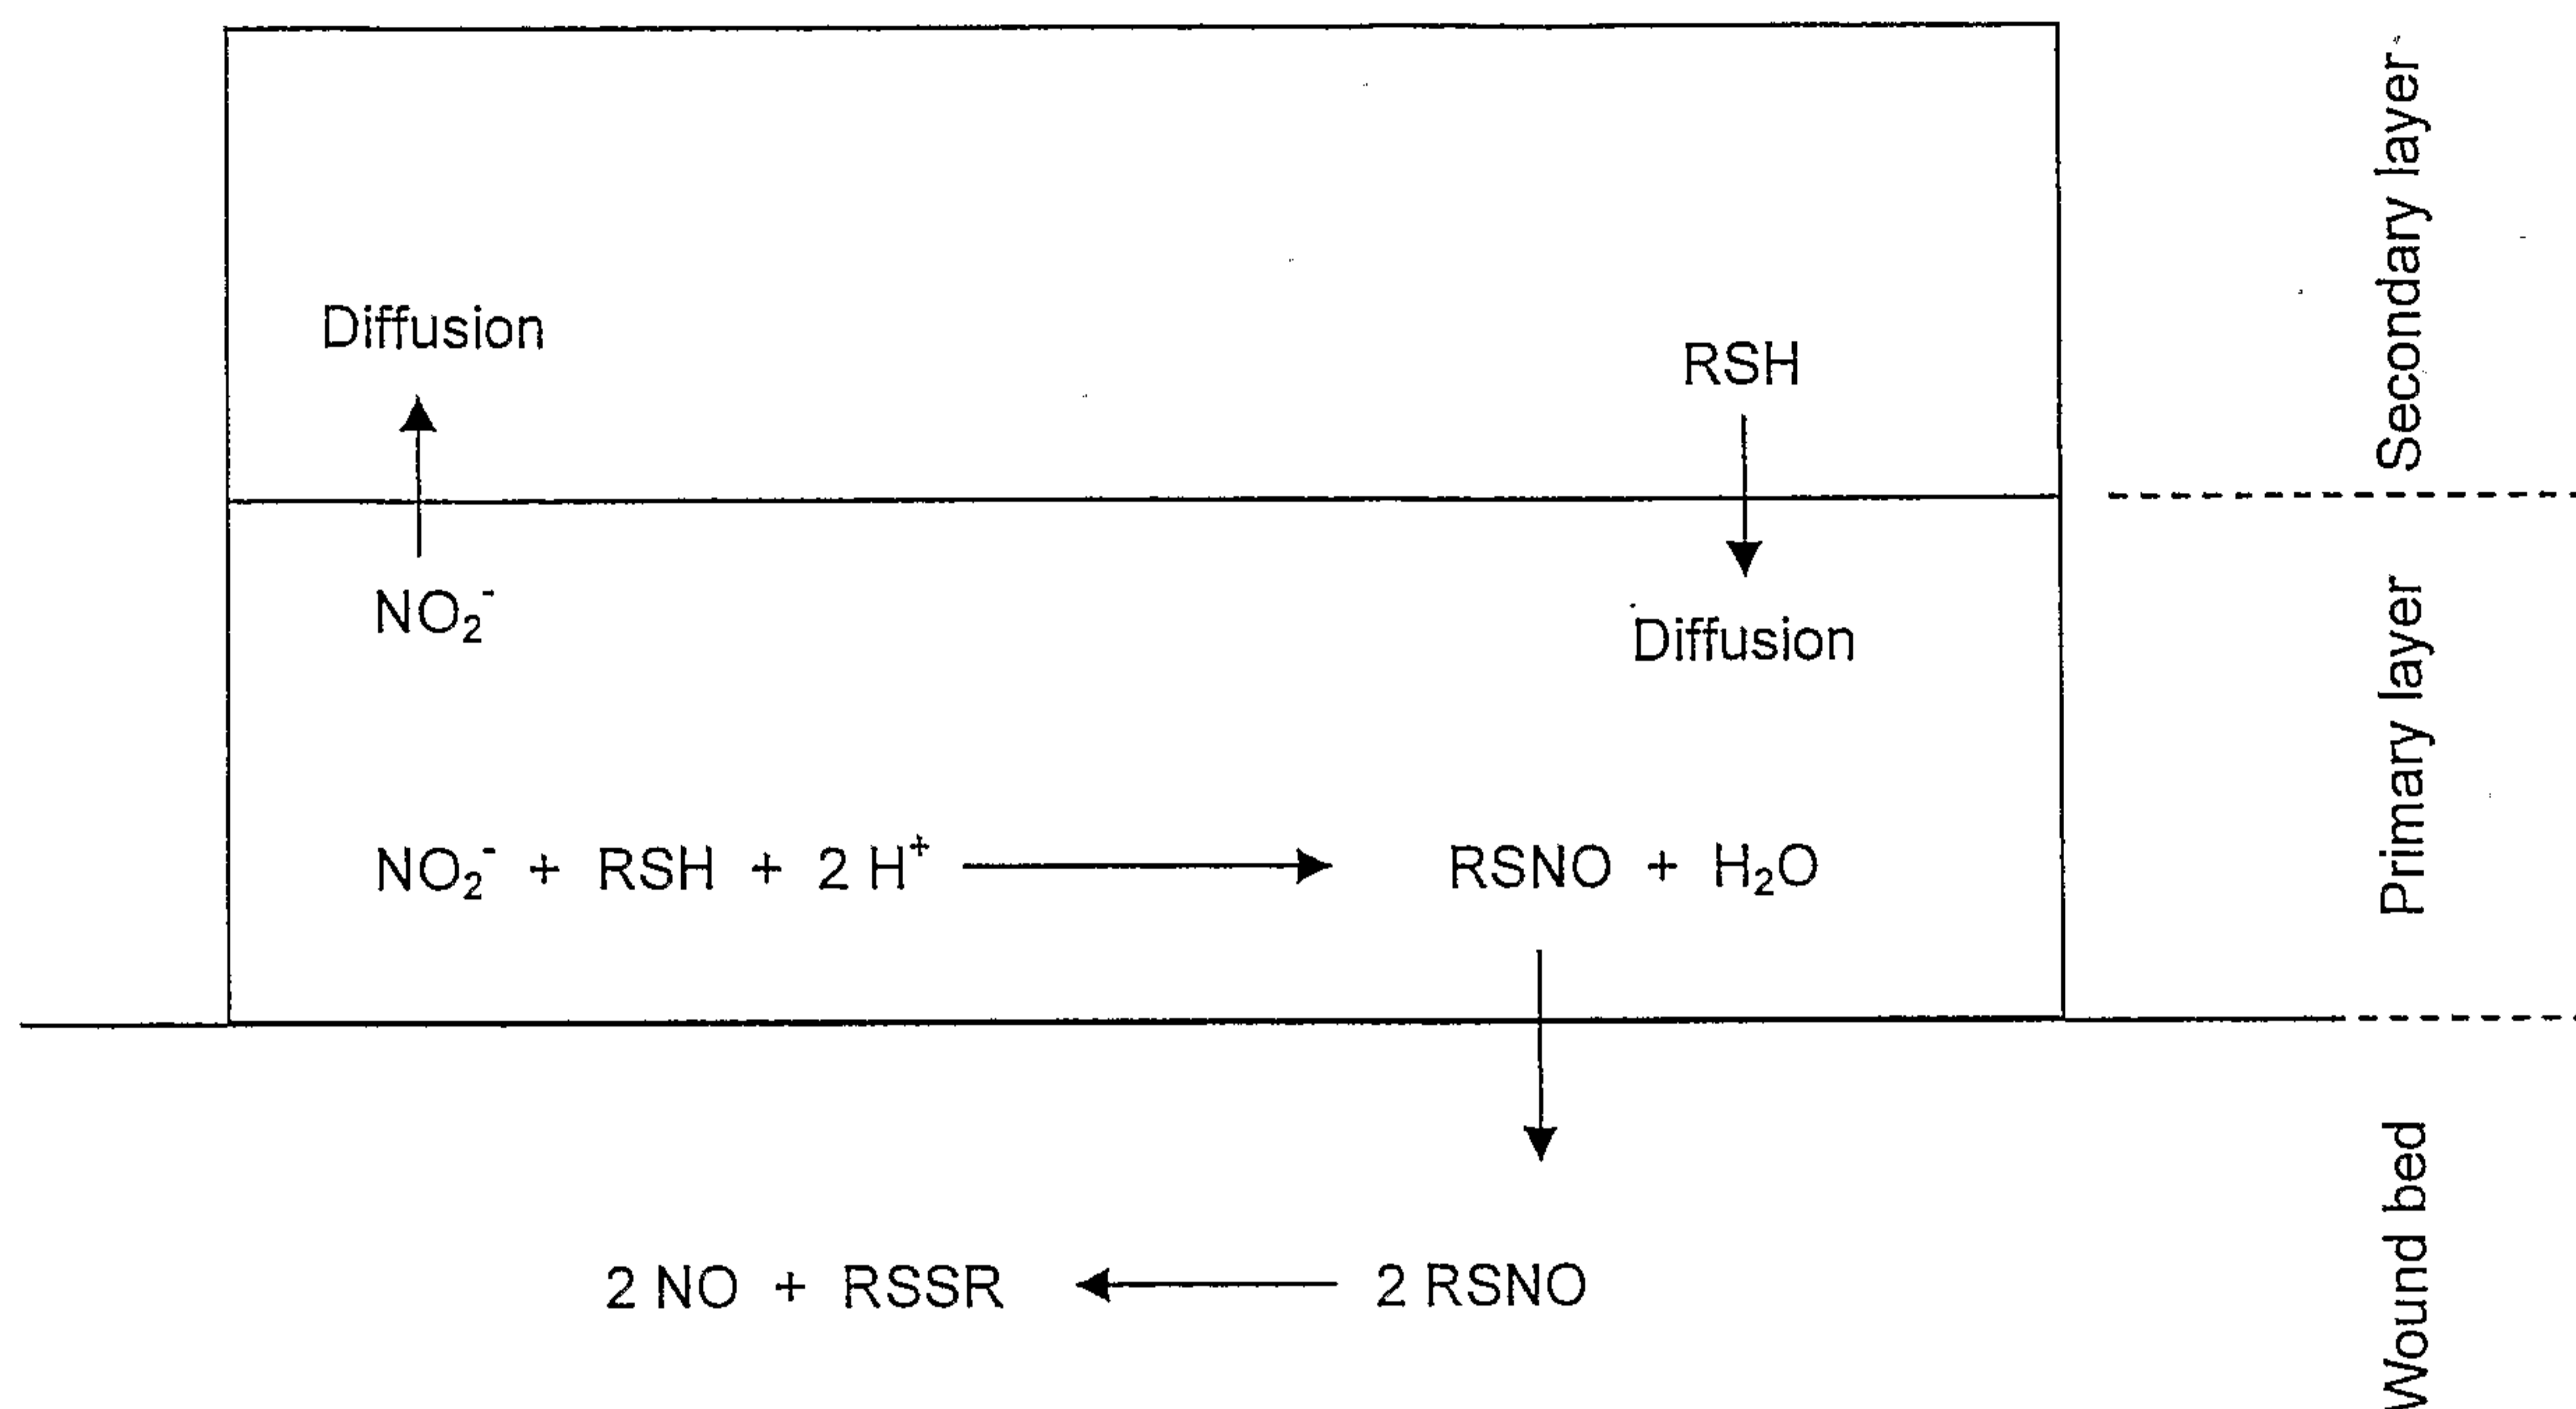 Diffusion
RSH
NO₂⁻
Diffusion
NO₂⁻ + RSH + 2 H⁺ → RSNO + H₂O
2 NO + RSSR ← 2 RSNO
Secondary layer
Primary layer
Wound bed